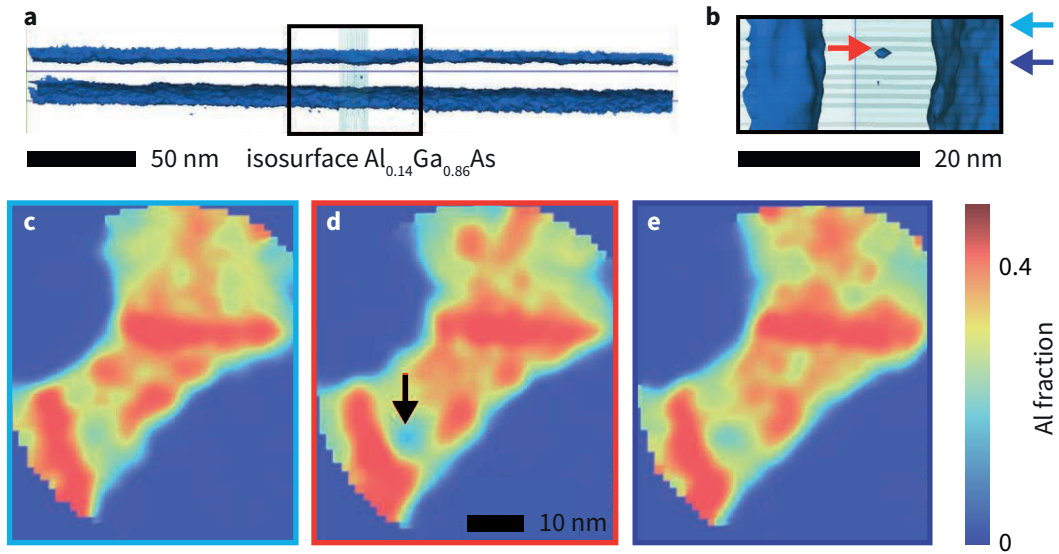 a
b
50 nm isosurface Al₀.₁₄Ga₀.₈₆As
20 nm
c
d
e
0.4
Al fraction
10 nm
0